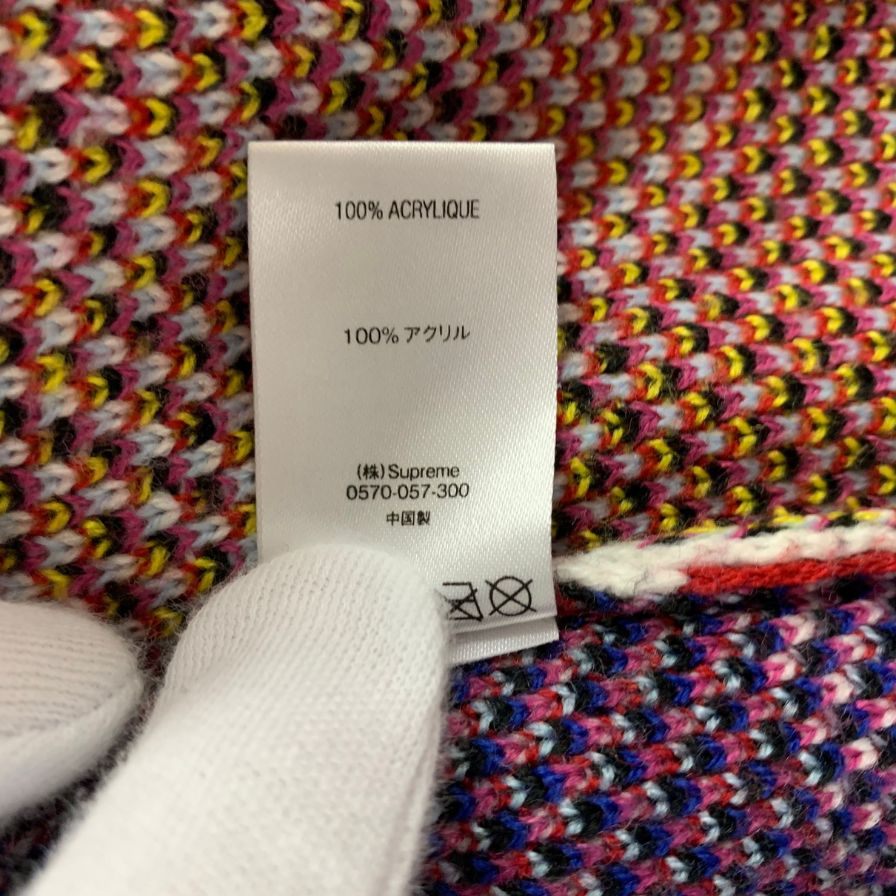 100% ACRYLIQUE
100% アクリル
(株)Supreme
0570-057-300
中国製